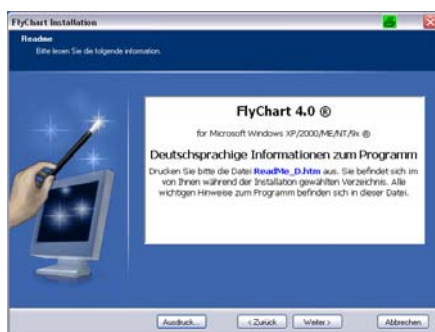 FlyChart Installation
Readme
Bitte lesen Sie die folgende information.
FlyChart 4.0 ®
for Microsoft Windows XP/2000/ME/NT/9x ®
Deutschsprachige Informationen zum Programm
Drucken Sie bitte die Datei ReadMe_D.htm aus. Sie befindet sich im
von Ihnen während der Installation gewählten Verzeichnis. Alle
wichtigen Hinweise zum Programm befinden sich in dieser Datei.
Ausdruck...
< Zurück
Weiter >
Abbrechen